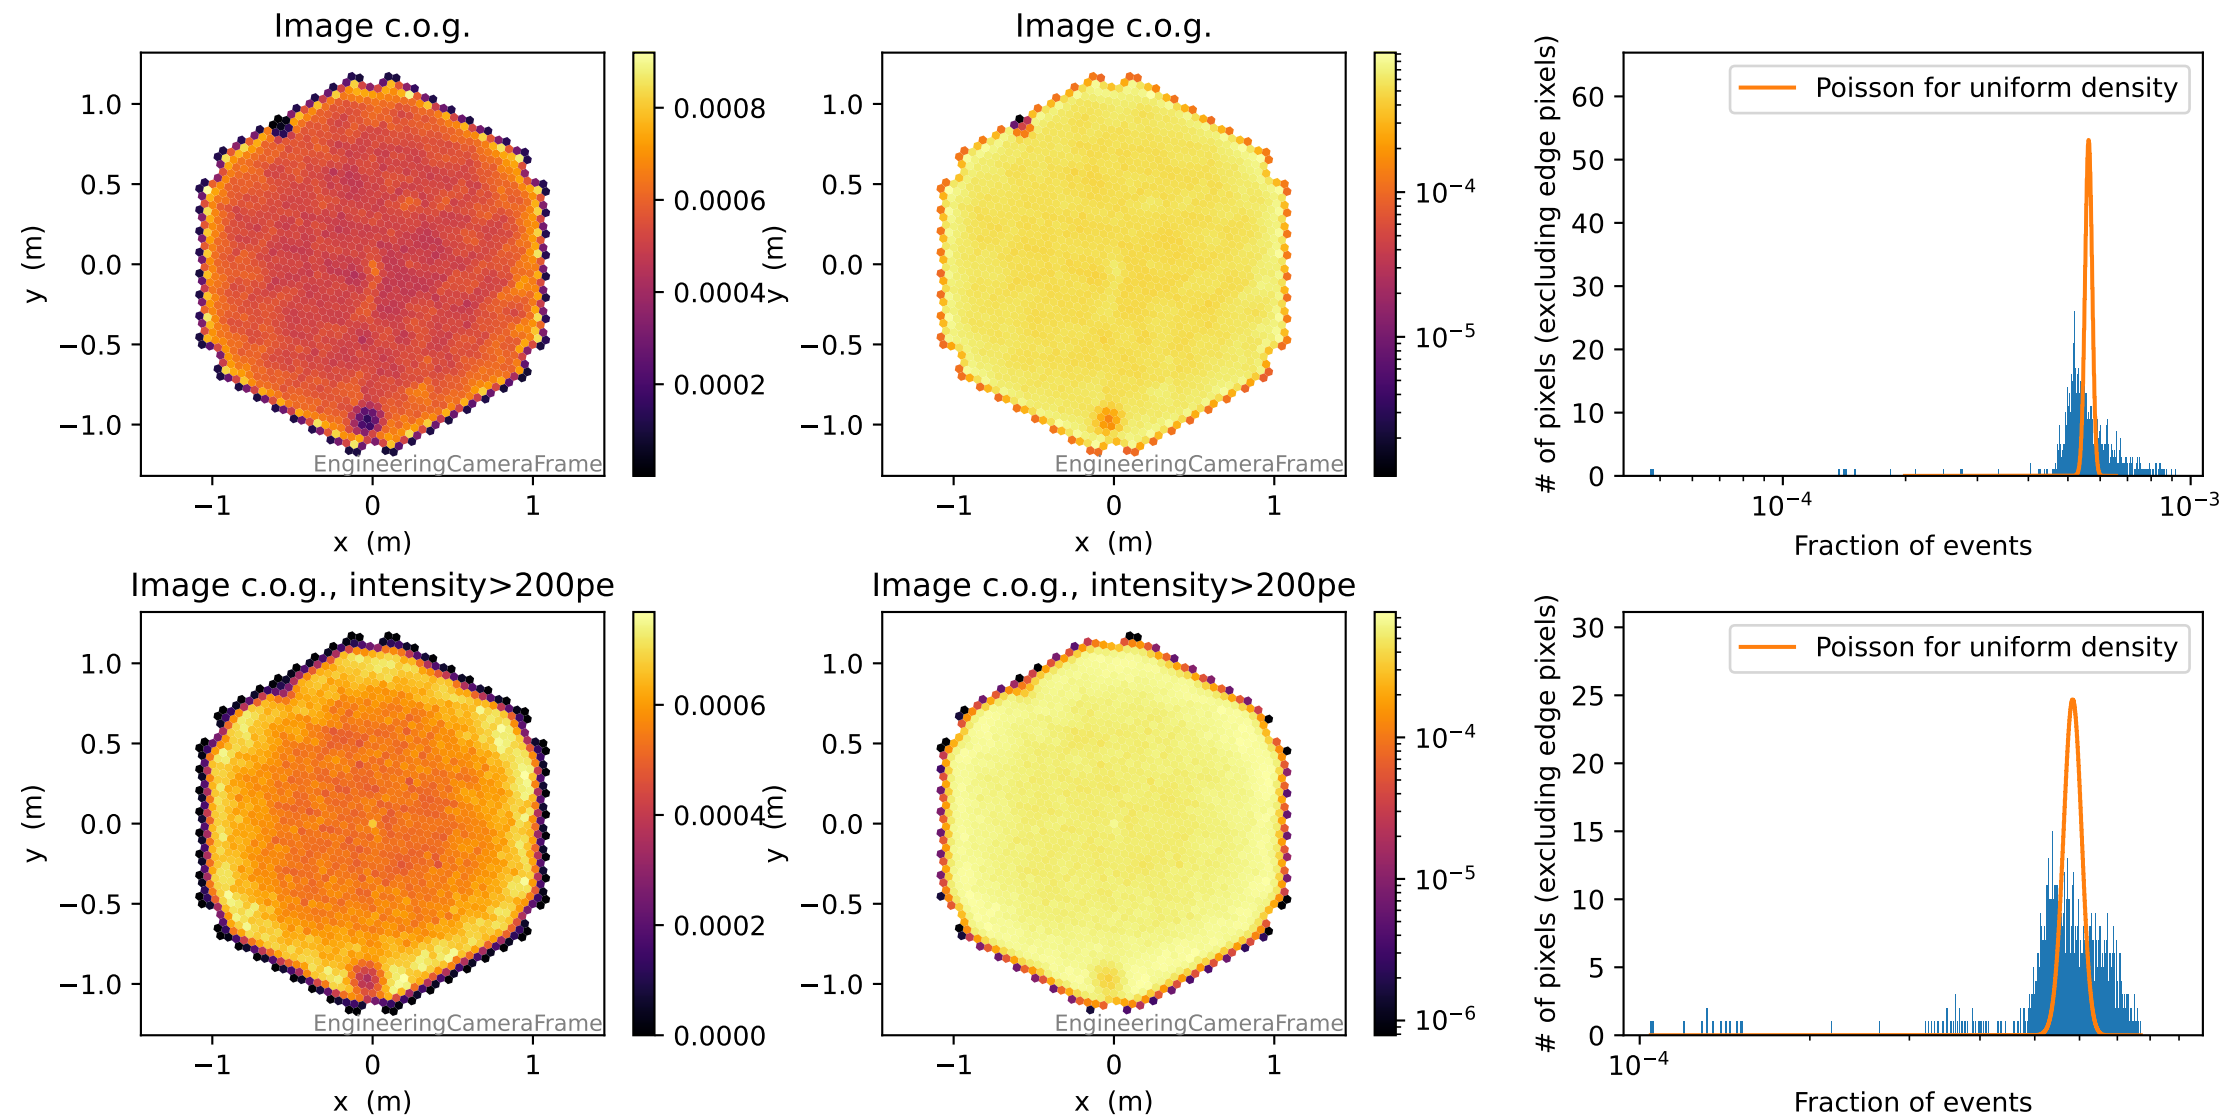 Image c.o.g.
1.0
0.5
0.0
−0.5
−1.0
y (m)
−1
0
1
x (m)
EngineeringCameraFrame
0.0008
0.0006
0.0004
0.0002
Image c.o.g.
1.0
0.5
0.0
−0.5
−1.0
y (m)
−1
0
1
x (m)
EngineeringCameraFrame
10⁻⁴
10⁻⁵
Poisson for uniform density
# of pixels (excluding edge pixels)
60
50
40
30
20
10
0
10⁻⁴
10⁻³
Fraction of events
Image c.o.g., intensity>200pe
1.0
0.5
0.0
−0.5
−1.0
y (m)
−1
0
1
x (m)
EngineeringCameraFrame
0.0006
0.0004
0.0002
0.0000
Image c.o.g., intensity>200pe
1.0
0.5
0.0
−0.5
−1.0
y (m)
−1
0
1
x (m)
EngineeringCameraFrame
10⁻⁴
10⁻⁵
10⁻⁶
Poisson for uniform density
# of pixels (excluding edge pixels)
30
25
20
15
10
5
0
10⁻⁴
Fraction of events